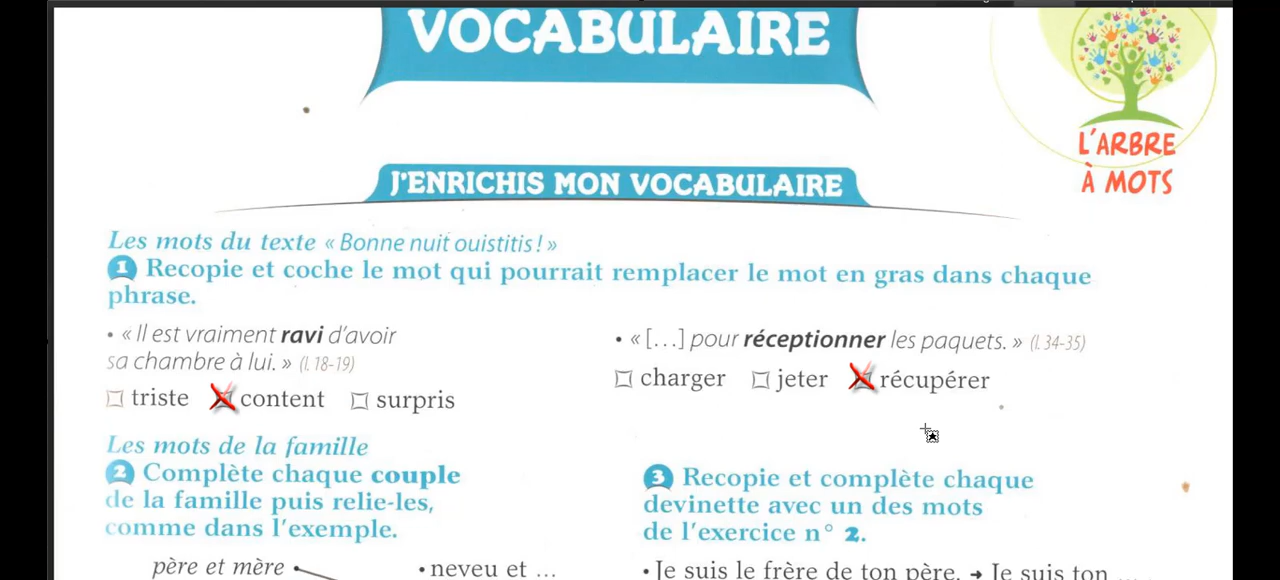 VOCABULAIRE
L'ARBRE
À MOTS
J'ENRICHIS MON VOCABULAIRE
Les mots du texte « Bonne nuit ouistitis ! »
1 Recopie et coche le mot qui pourrait remplacer le mot en gras dans chaque
phrase.
• « Il est vraiment ravi d'avoir
sa chambre à lui. » (l. 18-19)
triste content surpris
• « [...] pour réceptionner les paquets. » (l. 34-35)
charger jeter récupérer
Les mots de la famille
2 Complète chaque couple
de la famille puis relie-les,
comme dans l'exemple.
père et mère • • neveu et ...
3 Recopie et complète chaque
devinette avec un des mots
de l'exercice n° 2.
• Je suis le frère de ton père. → Je suis ton ....